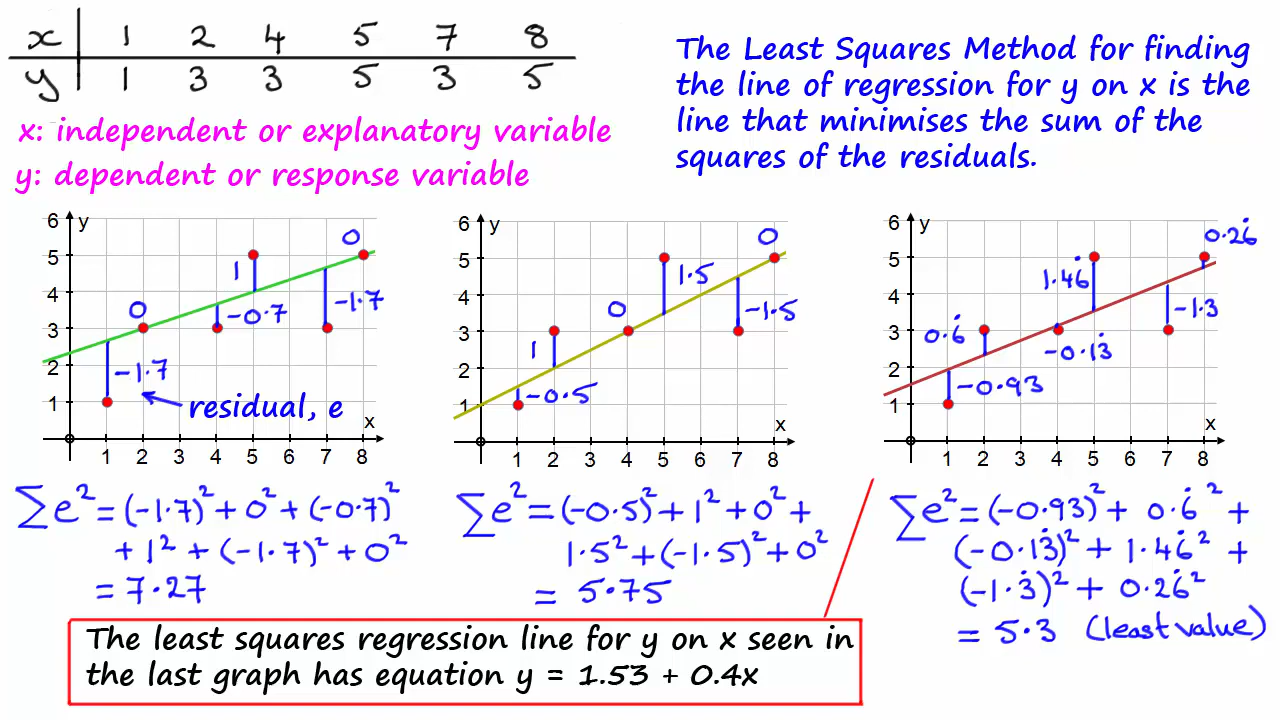 x 1 2 4 5 7 8
y 1 3 3 5 3 5
The Least Squares Method for finding
the line of regression for y on x is the
line that minimises the sum of the
squares of the residuals.
x: independent or explanatory variable
y: dependent or response variable
6 y
5
4
3
2
1
1 2 3 4 5 6 7 8
x
0
1
0
-0.7
-1.7
-1.7
residual, e
6 y
5
4
3
2
1
1 2 3 4 5 6 7 8
x
0
1.5
0
1
-1.5
-0.5
6 y
5
4
3
2
1
1 2 3 4 5 6 7 8
x
0.26̇
1.46̇
0.6̇
-1.3
-0.13̇
-0.93
∑e² = (-1.7)² + 0² + (-0.7)²
+ 1² + (-1.7)² + 0²
= 7.27
∑e² = (-0.5)² + 1² + 0² +
1.5² + (-1.5)² + 0²
= 5.75
∑e² = (-0.93)² + 0.6̇² +
(-0.13̇)² + 1.46̇² +
(-1.3̇)² + 0.26̇²
= 5.3 (least value)
The least squares regression line for y on x seen in
the last graph has equation y = 1.53 + 0.4x